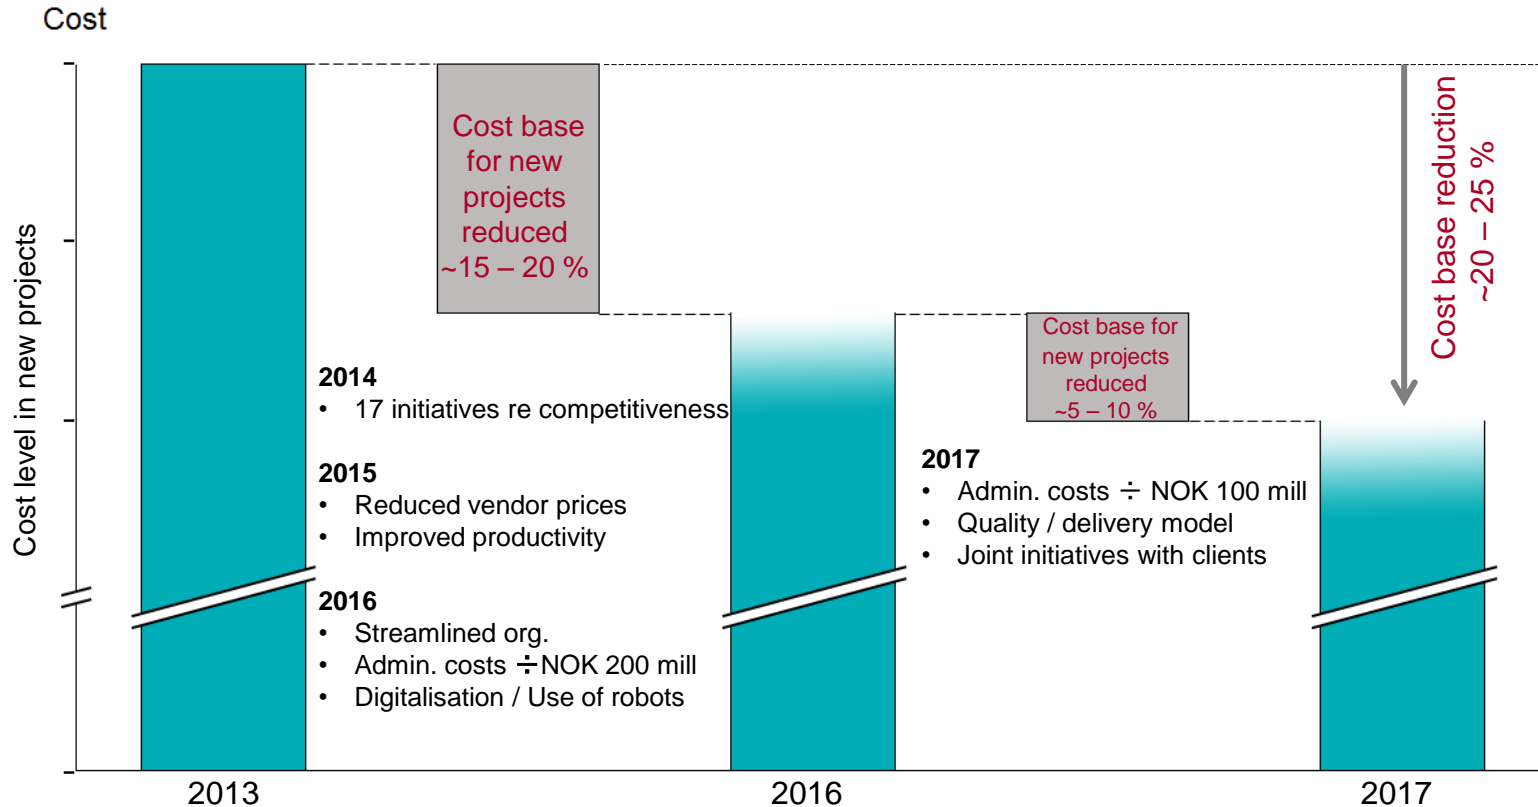 Cost
Cost level in new projects
Cost base
for new
projects
reduced
~15 – 20 %
2014
• 17 initiatives re competitiveness
2015
• Reduced vendor prices
• Improved productivity
2016
• Streamlined org.
• Admin. costs ÷NOK 200 mill
• Digitalisation / Use of robots
Cost base for
new projects
reduced
~5 – 10 %
2017
• Admin. costs ÷ NOK 100 mill
• Quality / delivery model
• Joint initiatives with clients
Cost base reduction
~20 – 25 %
2013
2016
2017